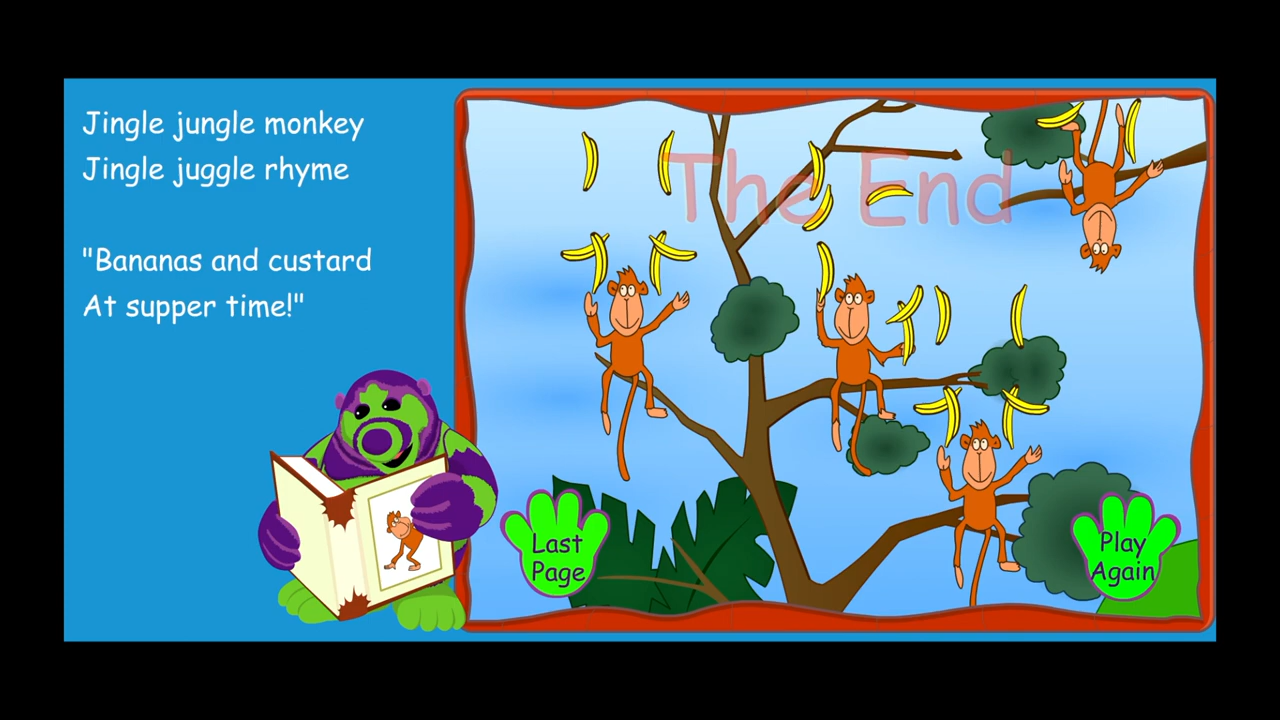 Jingle jungle monkey
Jingle juggle rhyme
"Bananas and custard
At supper time!"
The End
Last
Page
Play
Again